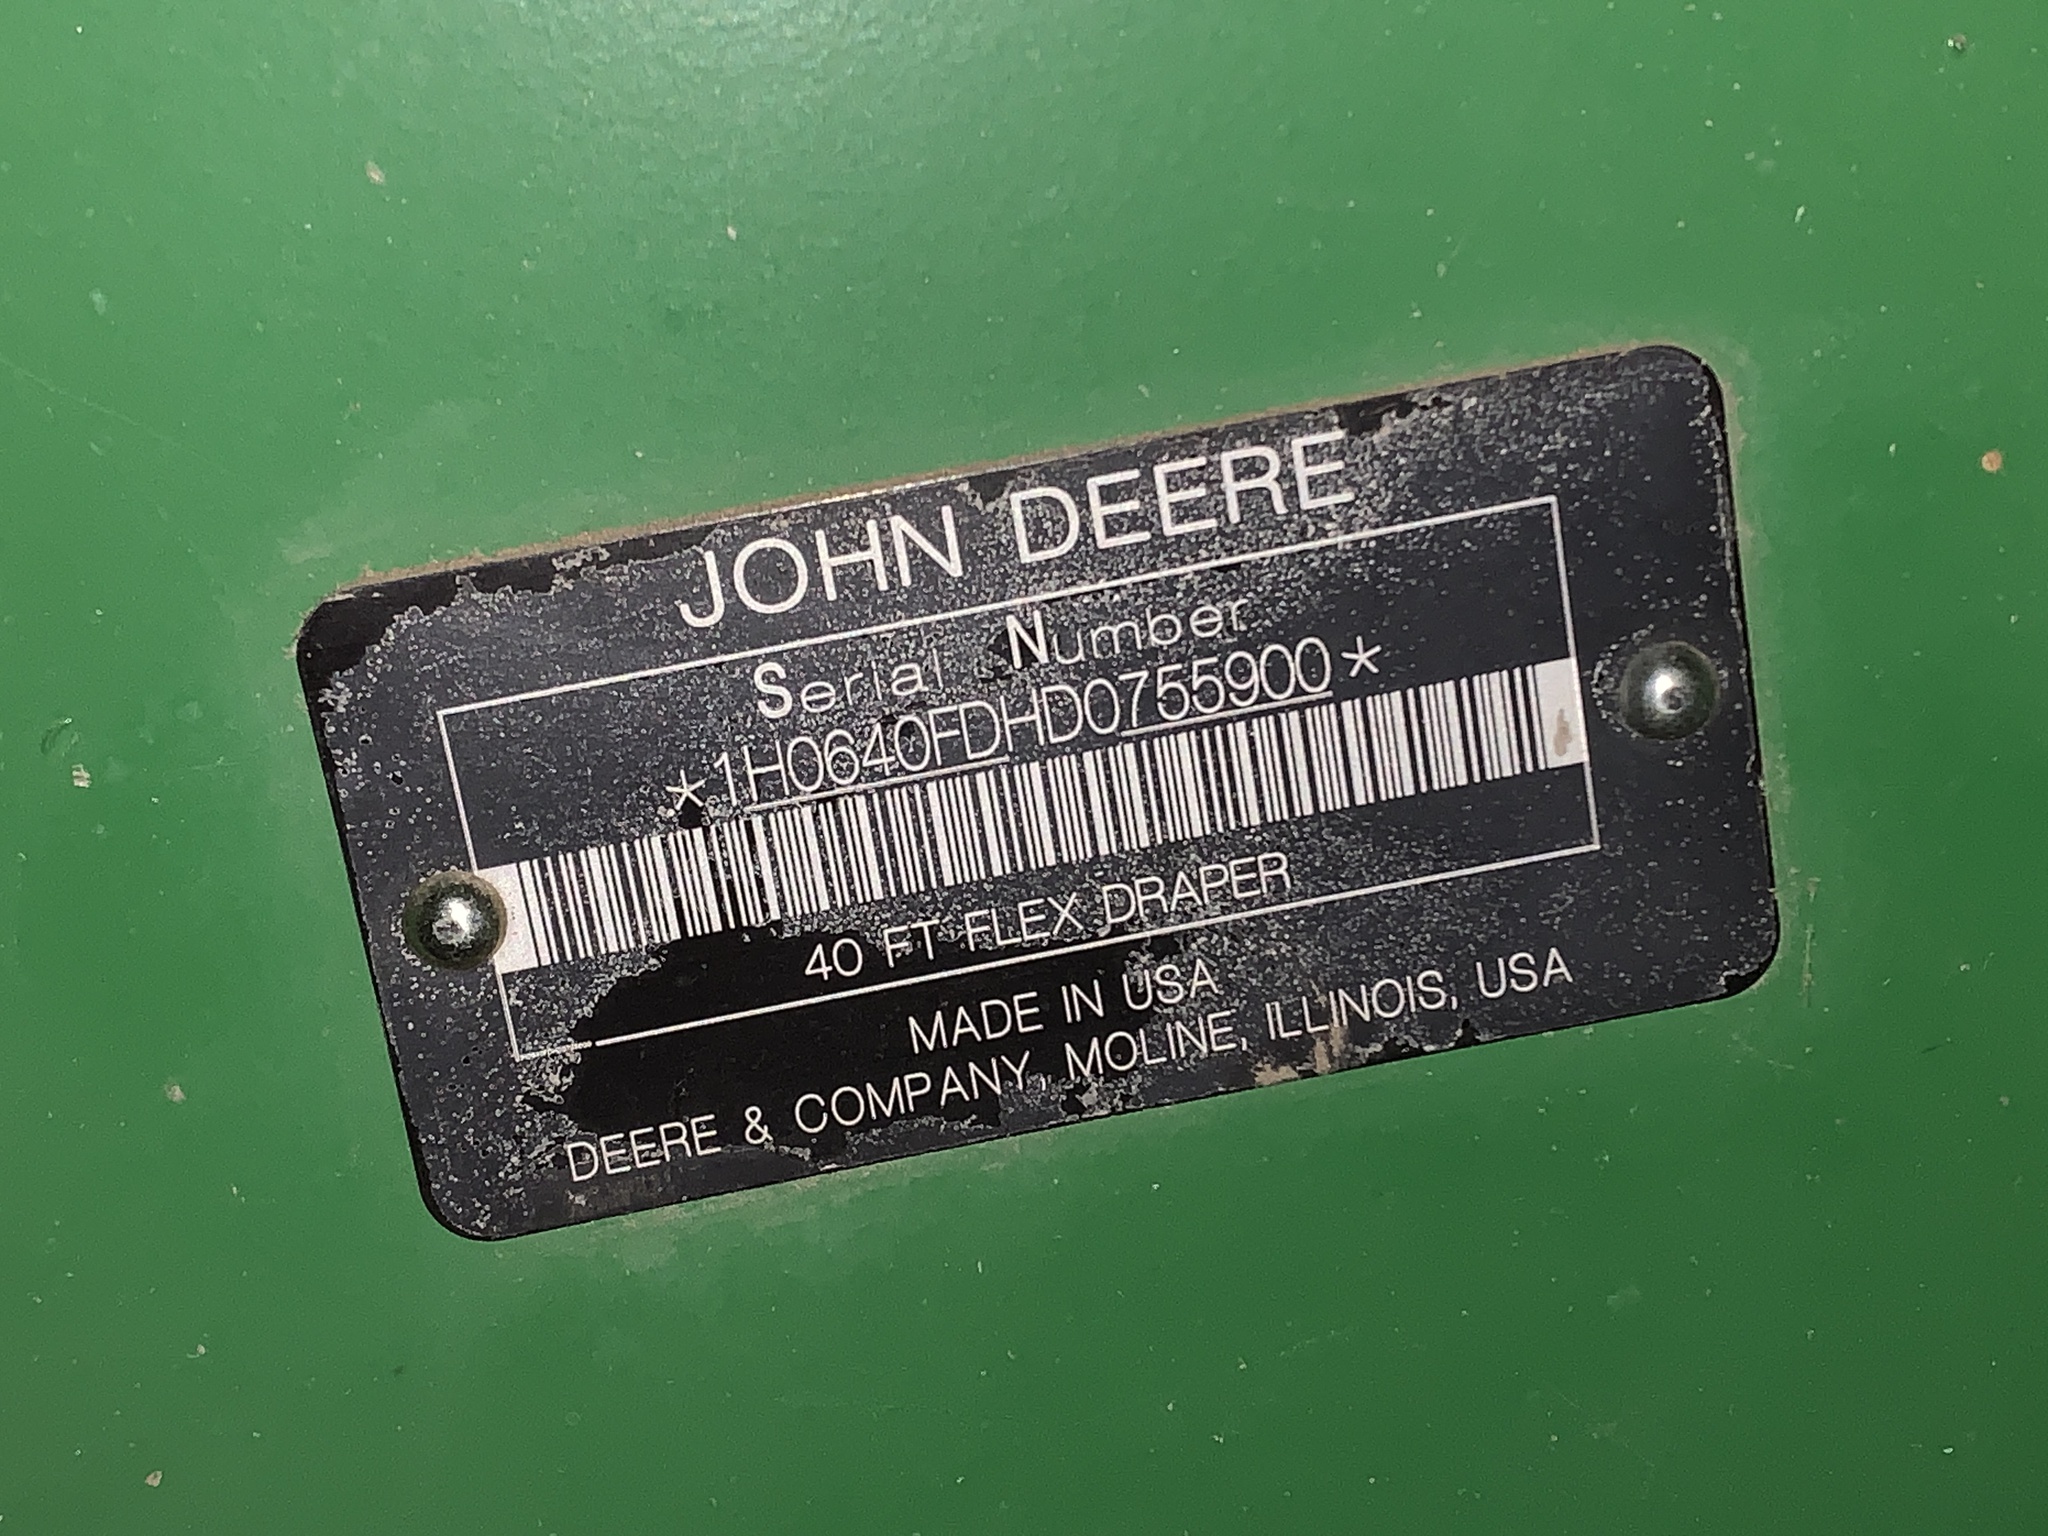 JOHN DEERE
Serial Number
*1H0640FDHD0755900*
40 FT FLEX DRAPER
MADE IN USA
DEERE & COMPANY, MOLINE, ILLINOIS, USA